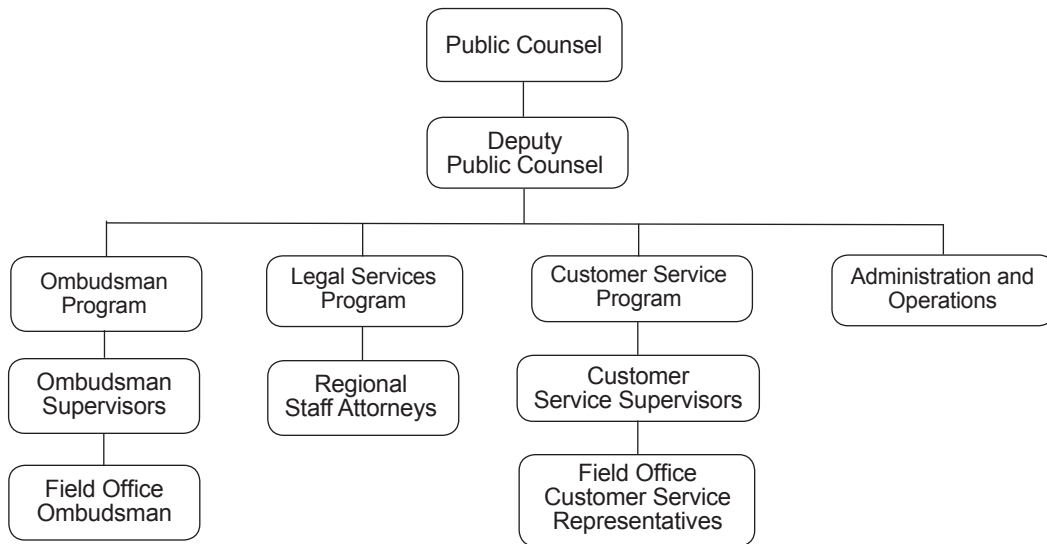 Public Counsel
Deputy
Public Counsel
Ombudsman
Program
Legal Services
Program
Customer Service
Program
Administration and
Operations
Ombudsman
Supervisors
Regional
Staff Attorneys
Customer
Service Supervisors
Field Office
Ombudsman
Field Office
Customer Service
Representatives